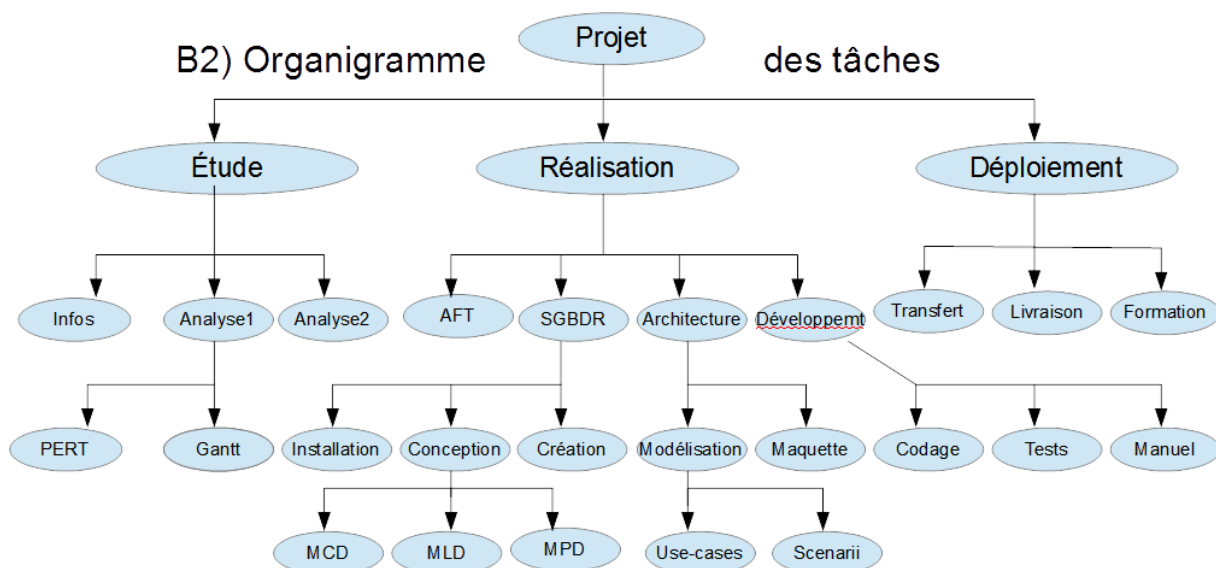 Projet
B2) Organigramme des tâches
Étude Réalisation Déploiement
Infos Analyse1 Analyse2 AFT SGBDR Architecture Développemt Transfert Livraison Formation
PERT Gantt Installation Conception Création Modélisation Maquette Codage Tests Manuel
MCD MLD MPD Use-cases Scenarii